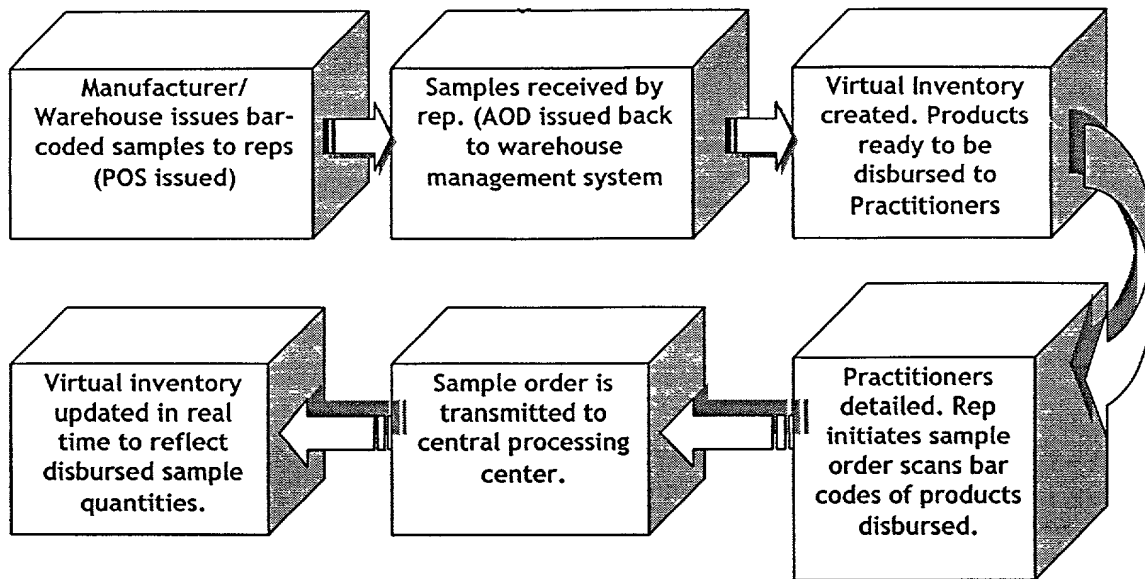 Manufacturer/
Warehouse issues bar-
coded samples to reps
(POS issued)
Samples received by
rep. (AOD issued back
to warehouse
management system
Virtual Inventory
created. Products
ready to be
disbursed to
Practitioners
Practitioners
detailed. Rep
initiates sample
order scans bar
codes of products
disbursed.
Sample order is
transmitted to
central processing
center.
Virtual inventory
updated in real
time to reflect
disbursed sample
quantities.